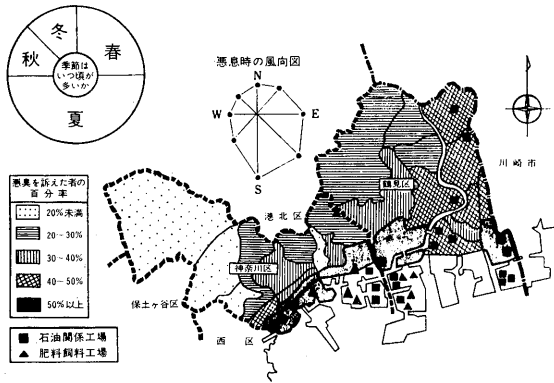 冬
春
秋
夏
季節は
いつ頃が
多いか
悪息時の風向図
N
W
E
S
川崎市
鶴見区
港北区
神奈川区
保土ヶ谷区
西区
悪臭を訴えた者の
百分率
20%未満
20~30%
30~40%
40~50%
50%以上
■ 石油関係工場
▲ 肥料飼料工場